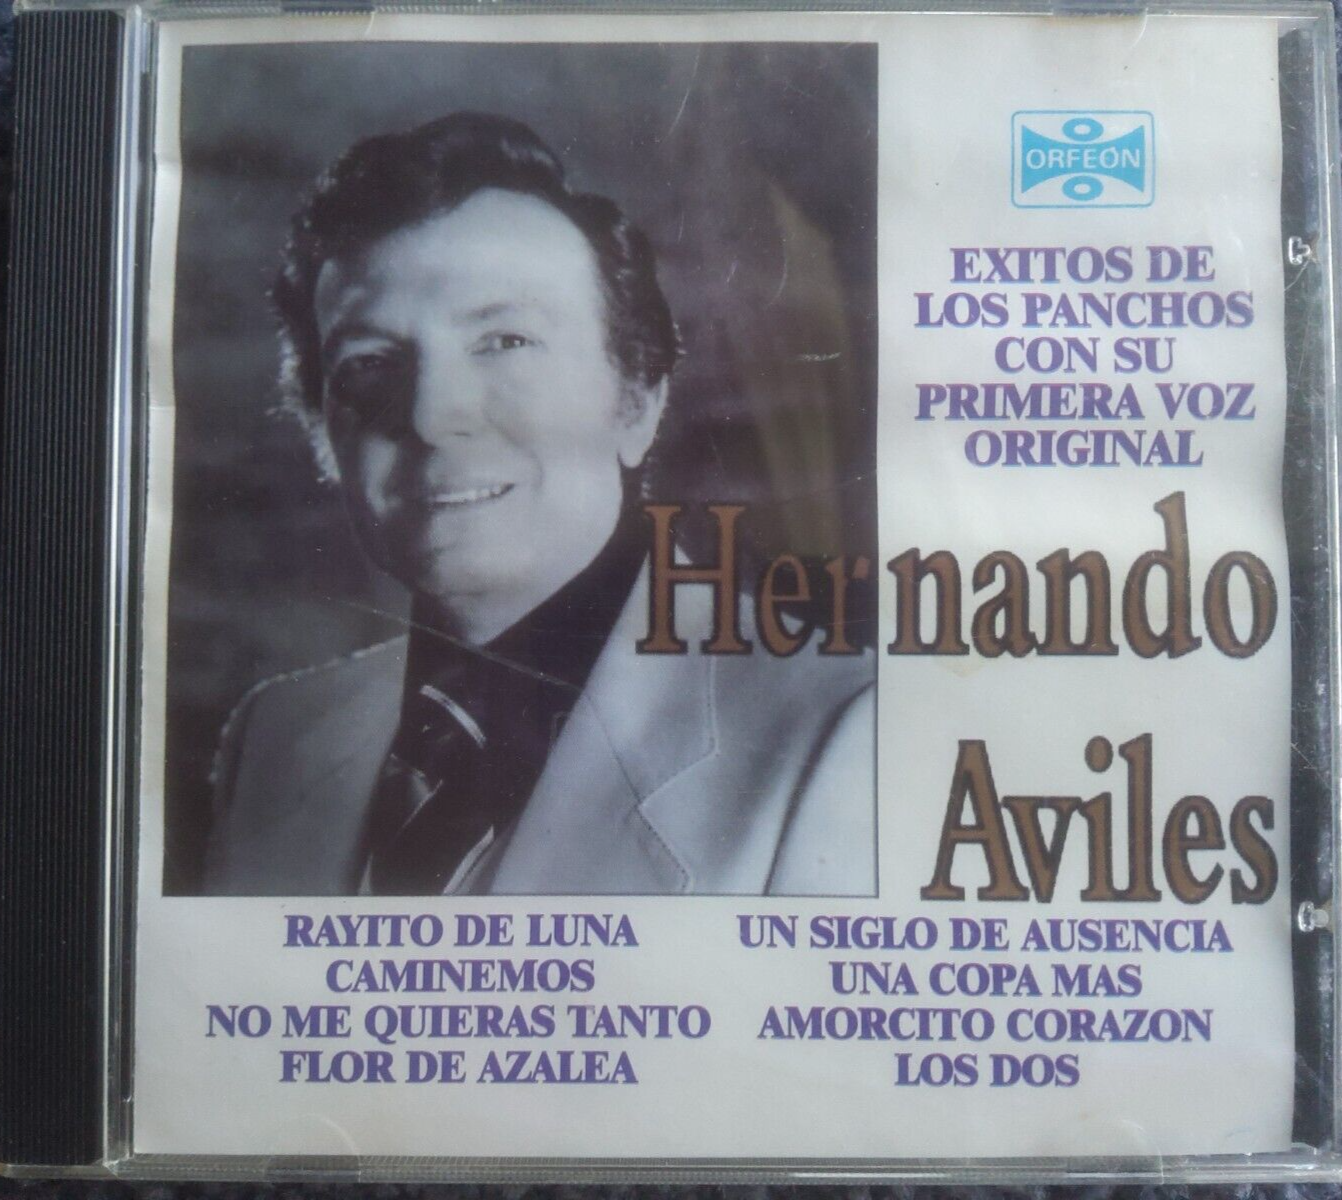 ORFEÓN
EXITOS DE
LOS PANCHOS
CON SU
PRIMERA VOZ
ORIGINAL
Hernando
Aviles
RAYITO DE LUNA
CAMINEMOS
NO ME QUIERAS TANTO
FLOR DE AZALEA
UN SIGLO DE AUSENCIA
UNA COPA MAS
AMORCITO CORAZON
LOS DOS